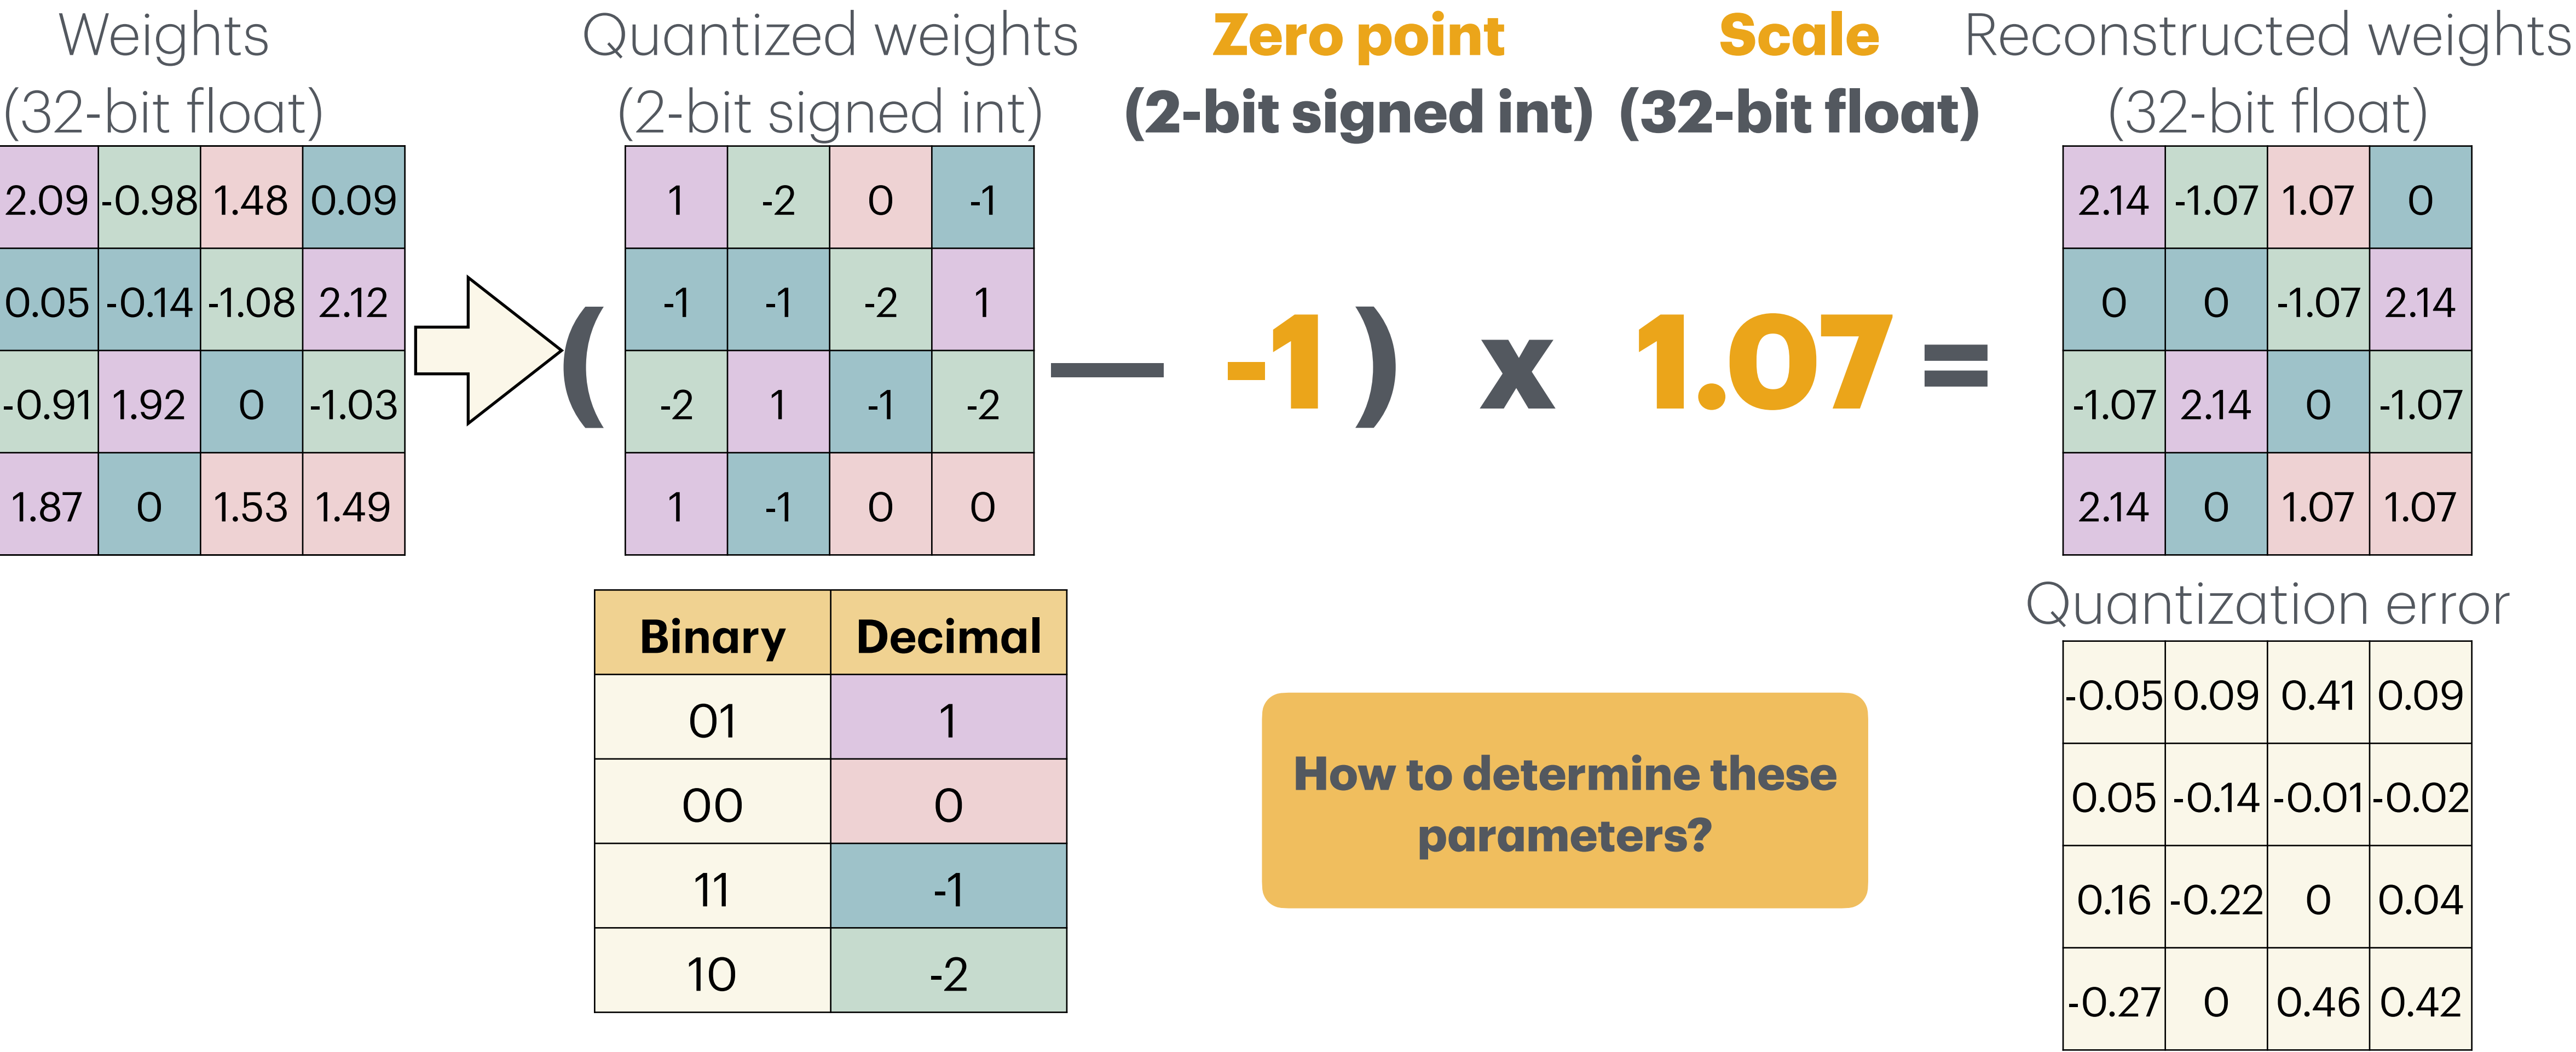 Weights
(32-bit float)
2.09 -0.98 1.48 0.09
0.05 -0.14 -1.08 2.12
-0.91 1.92 0 -1.03
1.87 0 1.53 1.49
Quantized weights
(2-bit signed int)
1 -2 0 -1
-1 -1 -2 1
-2 1 -1 -2
1 -1 0 0
Zero point
(2-bit signed int)
Scale
(32-bit float)
( — -1 ) x 1.07 =
Reconstructed weights
(32-bit float)
2.14 -1.07 1.07 0
0 0 -1.07 2.14
-1.07 2.14 0 -1.07
2.14 0 1.07 1.07
Binary Decimal
01 1
00 0
11 -1
10 -2
How to determine these
parameters?
Quantization error
-0.05 0.09 0.41 0.09
0.05 -0.14 -0.01 -0.02
0.16 -0.22 0 0.04
-0.27 0 0.46 0.42